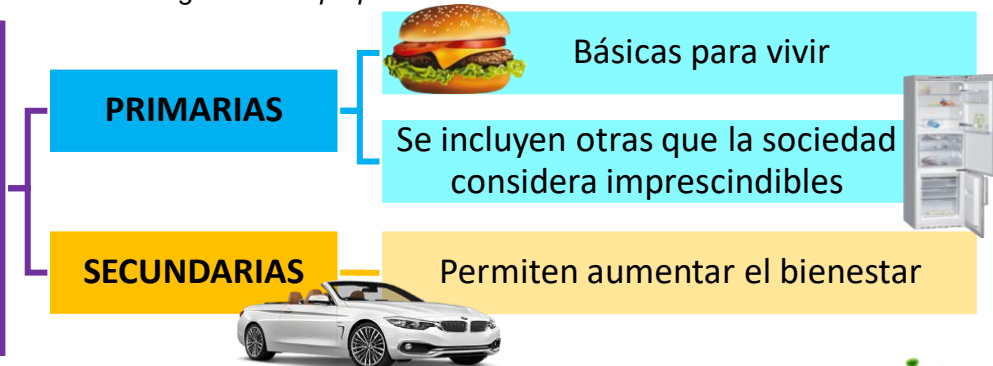 PRIMARIAS
Básicas para vivir
Se incluyen otras que la sociedad
considera imprescindibles
SECUNDARIAS
Permiten aumentar el bienestar